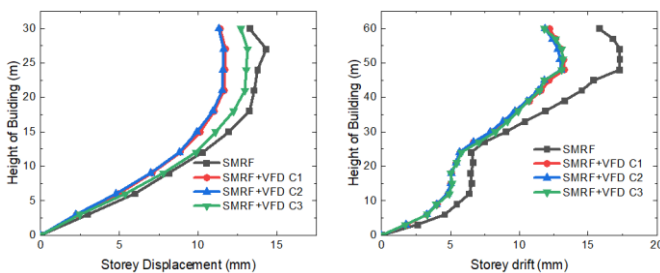 30
25
20
15
10
5
0
Height of Building (m)
0
5
10
15
Storey Displacement (mm)
SMRF
SMRF+VFD C1
SMRF+VFD C2
SMRF+VFD C3
60
50
40
30
20
10
0
Height of Building (m)
0
5
10
15
20
Storey drift (mm)
SMRF
SMRF+VFD C1
SMRF+VFD C2
SMRF+VFD C3